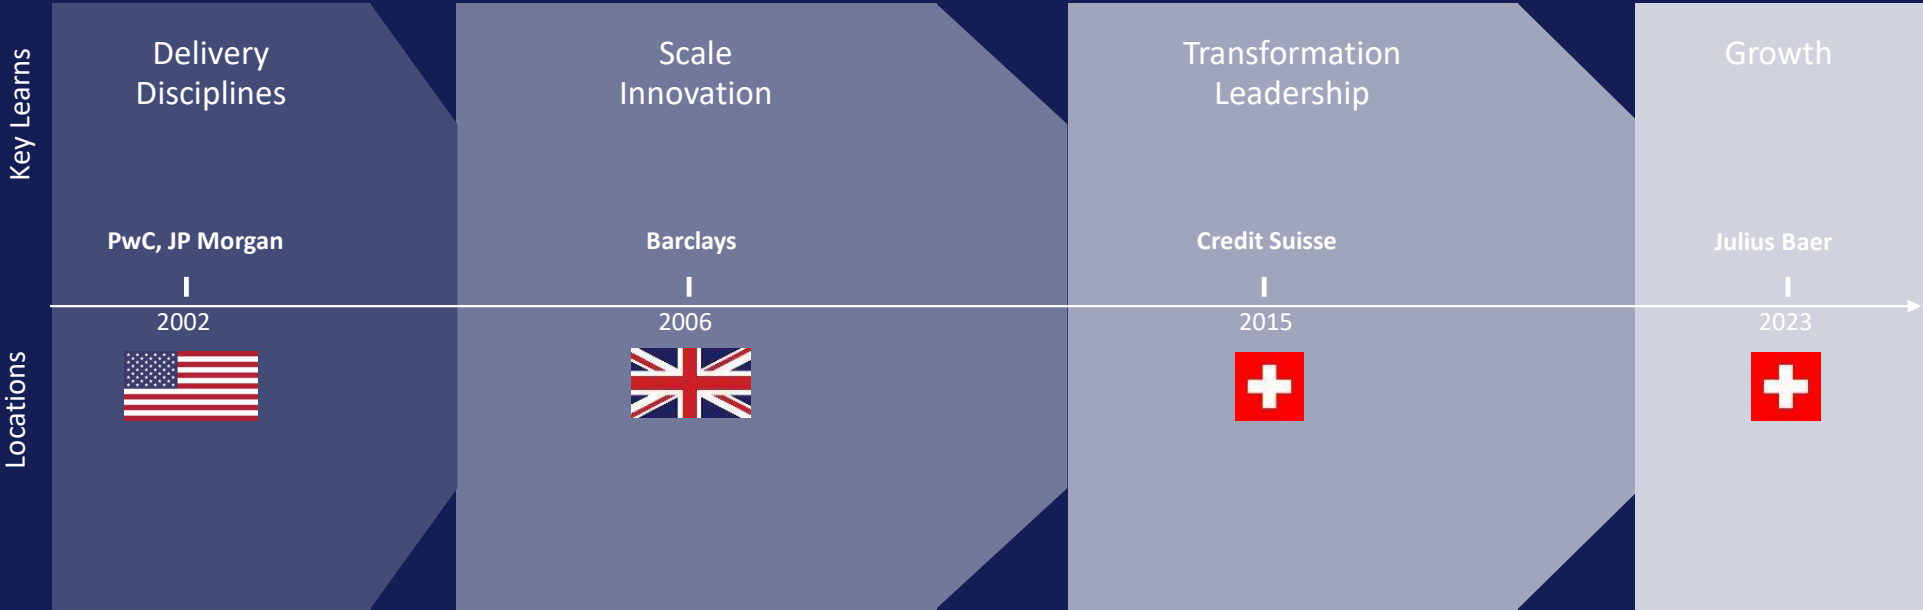 Key Learns
Delivery
Disciplines
Scale
Innovation
Transformation
Leadership
Growth
PwC, JP Morgan
Barclays
Credit Suisse
Julius Baer
2002
2006
2015
2023
Locations